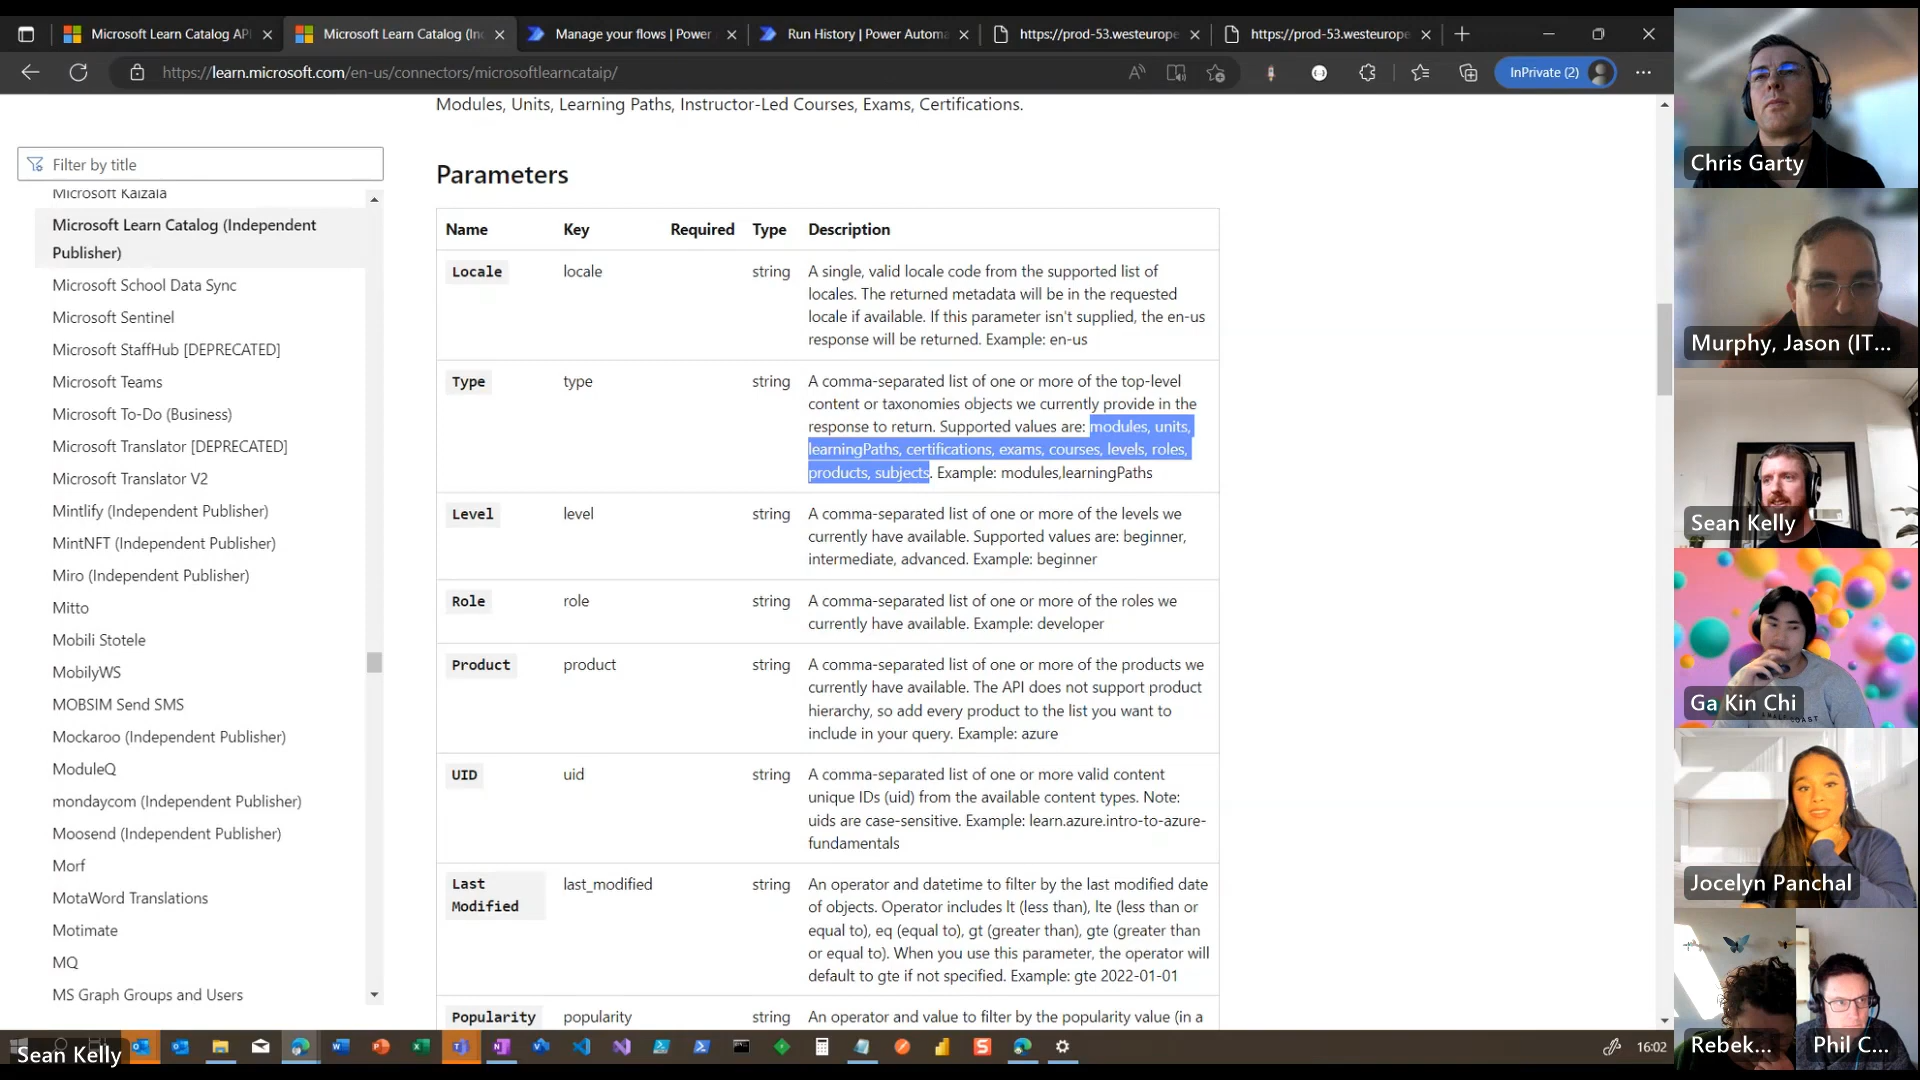 Microsoft Learn Catalog API
Microsoft Learn Catalog (In
Manage your flows | Power
Run History | Power Automa
https://prod-53.westeurope
https://prod-53.westeurope
https://learn.microsoft.com/en-us/connectors/microsoftlearncataip/
InPrivate (2)
Modules, Units, Learning Paths, Instructor-Led Courses, Exams, Certifications.
Filter by title
Microsoft Kaizala
Microsoft Learn Catalog (Independent
Publisher)
Microsoft School Data Sync
Microsoft Sentinel
Microsoft StaffHub [DEPRECATED]
Microsoft Teams
Microsoft To-Do (Business)
Microsoft Translator [DEPRECATED]
Microsoft Translator V2
Mintlify (Independent Publisher)
MintNFT (Independent Publisher)
Miro (Independent Publisher)
Mitto
Mobili Stotele
MobilyWS
MOBSIM Send SMS
Mockaroo (Independent Publisher)
ModuleQ
mondaycom (Independent Publisher)
Moosend (Independent Publisher)
Morf
MotaWord Translations
Motimate
MQ
MS Graph Groups and Users
Parameters
Name Key Required Type Description
Locale locale string A single, valid locale code from the supported list of
locales. The returned metadata will be in the requested
locale if available. If this parameter isn't supplied, the en-us
response will be returned. Example: en-us
Type type string A comma-separated list of one or more of the top-level
content or taxonomies objects we currently provide in the
response to return. Supported values are: modules, units,
learningPaths, certifications, exams, courses, levels, roles,
products, subjects. Example: modules,learningPaths
Level level string A comma-separated list of one or more of the levels we
currently have available. Supported values are: beginner,
intermediate, advanced. Example: beginner
Role role string A comma-separated list of one or more of the roles we
currently have available. Example: developer
Product product string A comma-separated list of one or more of the products we
currently have available. The API does not support product
hierarchy, so add every product to the list you want to
include in your query. Example: azure
UID uid string A comma-separated list of one or more valid content
unique IDs (uid) from the available content types. Note:
uids are case-sensitive. Example: learn.azure.intro-to-azure-
fundamentals
Last Modified last_modified string An operator and datetime to filter by the last modified date
of objects. Operator includes lt (less than), lte (less than or
equal to), eq (equal to), gt (greater than), gte (greater than
or equal to). When you use this parameter, the operator will
default to gte if not specified. Example: gte 2022-01-01
Popularity popularity string An operator and value to filter by the popularity value (in a
Sean Kelly
16:02
Chris Garty
Murphy, Jason (IT...
Sean Kelly
Ga Kin Chi
Jocelyn Panchal
Rebek...
Phil C...